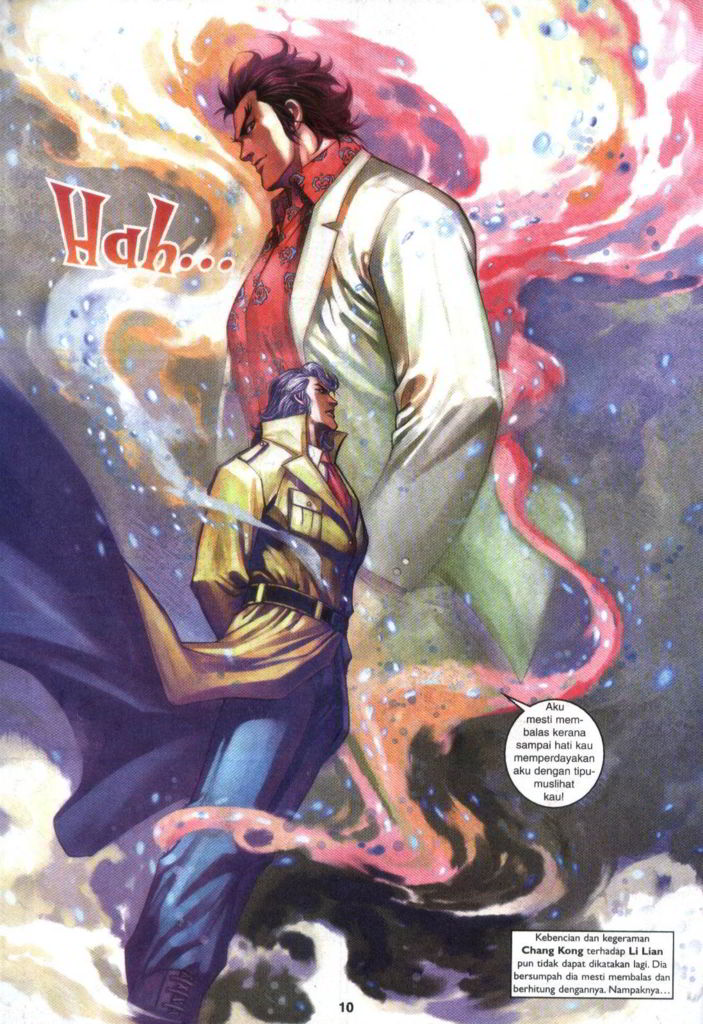 Hah...
Aku
mesti mem-
balas kerana
sampai hati kau
memperdayakan
aku dengan tipu-
muslihat
kau!
Kebencian dan kegeraman
Chang Kong terhadap Li Lian
pun tidak dapat dikatakan lagi. Dia
bersumpah dia mesti membalas dan
berhitung dengannya. Nampaknya...
10